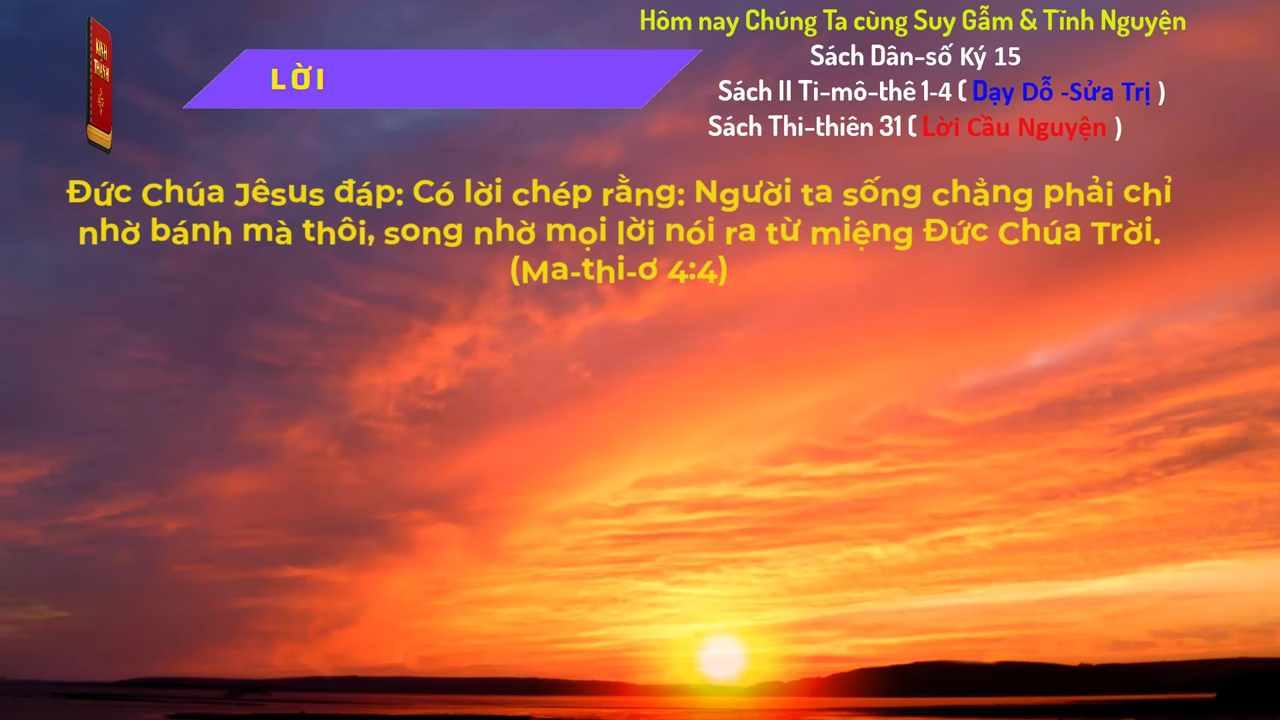 Hôm nay Chúng Ta cùng Suy Gẫm & Tĩnh Nguyện
Sách Dân-số Ký 15
Sách II Ti-mô-thê 1-4 ( Dạy Dỗ -Sửa Trị )
Sách Thi-thiên 31 ( Lời Cầu Nguyện )
KINH
THÁNH
LỜI
Đức Chúa Jêsus đáp: Có lời chép rằng: Người ta sống chẳng phải chỉ
nhờ bánh mà thôi, song nhờ mọi lời nói ra từ miệng Đức Chúa Trời.
(Ma-thi-ơ 4:4)